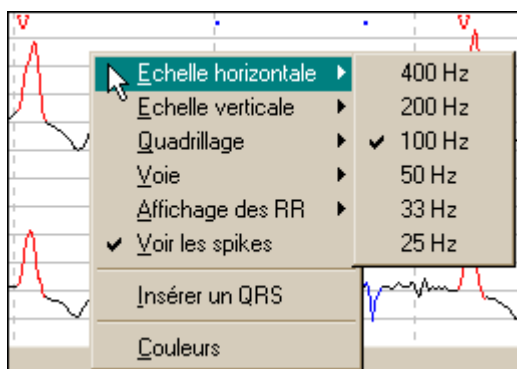 Echelle horizontale
Echelle verticale
Quadrillage
Voie
Affichage des RR
Voir les spikes
Insérer un QRS
Couleurs
400 Hz
200 Hz
100 Hz
50 Hz
33 Hz
25 Hz